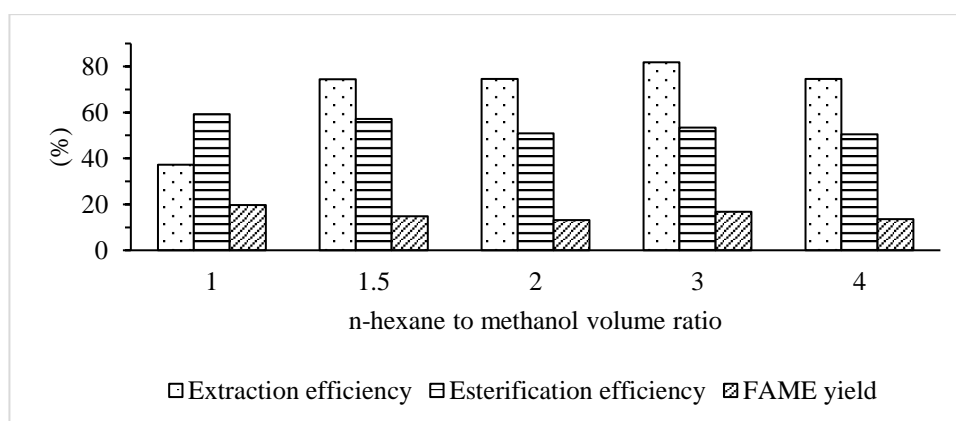 80
60
40
20
0
(%)
1 1.5 2 3 4
n-hexane to methanol volume ratio
Extraction efficiency Esterification efficiency FAME yield